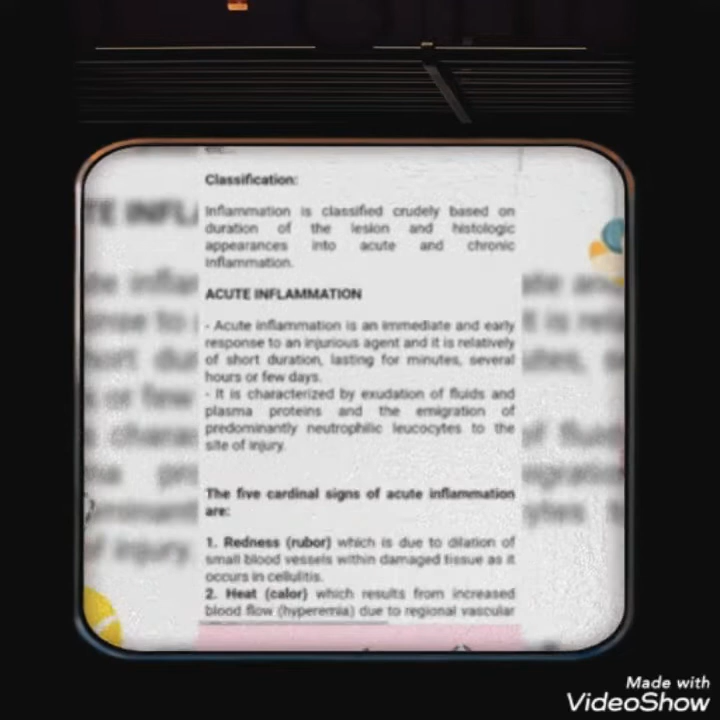 Classification:
Inflammation is classified crudely based on
duration of the lesion and histologic
appearances into acute and chronic
inflammation.
ACUTE INFLAMMATION
- Acute inflammation is an immediate and early
response to an injurious agent and it is relatively
of short duration, lasting for minutes, several
hours or few days.
- It is characterized by exudation of fluids and
plasma proteins and the emigration of
predominantly neutrophilic leucocytes to the
site of injury.
The five cardinal signs of acute inflammation
are:
1. Redness (rubor) which is due to dilation of
small blood vessels within damaged tissue as it
occurs in cellulitis.
2. Heat (calor) which results from increased
blood flow (hyperemia) due to regional vascular
Made with
VideoShow